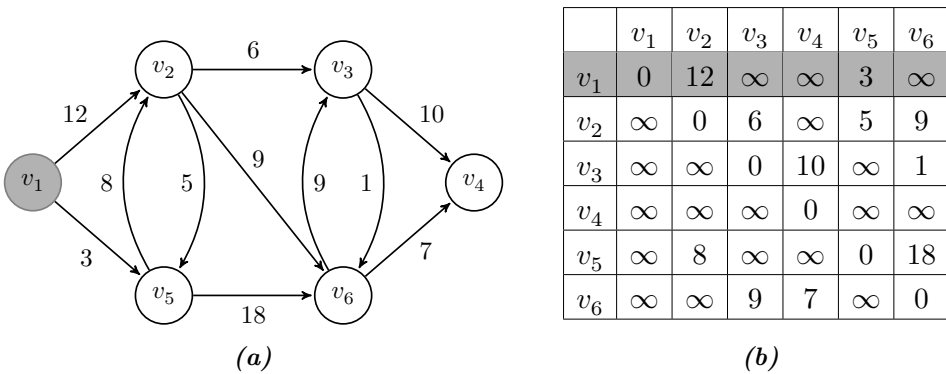 6
v2 v3
12 10
9
v1 8 5 9 1 v4
3 7
v5 v6
18
(a)
v1 v2 v3 v4 v5 v6
v1 0 12 ∞ ∞ 3 ∞
v2 ∞ 0 6 ∞ 5 9
v3 ∞ ∞ 0 10 ∞ 1
v4 ∞ ∞ ∞ 0 ∞ ∞
v5 ∞ 8 ∞ ∞ 0 18
v6 ∞ ∞ 9 7 ∞ 0
(b)